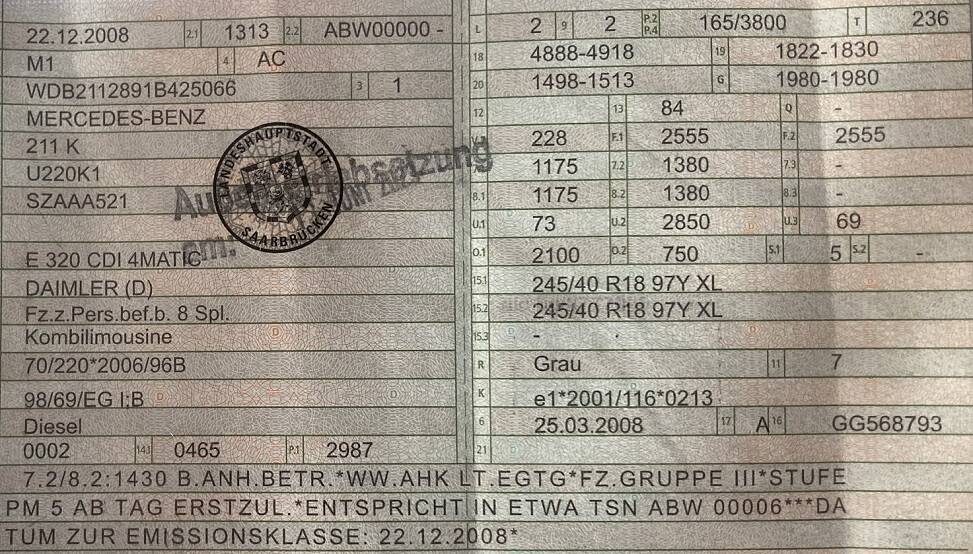 22.12.2008 2.1 1313 2.2 ABW00000 -
M1 4 AC
WDB2112891B425066 3 1
MERCEDES-BENZ
211 K
U220K1
SZAAA521
E 320 CDI 4MATIC
DAIMLER (D)
Fz.z.Pers.bef.b. 8 Spl.
Kombilimousine
70/220*2006/96B
98/69/EG I;B
Diesel
0002 14.1 0465 P.1 2987
LANDESHAUPTSTADT
SAARBRÜCKEN
L 2 9 2 P.2 P.4 165/3800 T 236
18 4888-4918 19 1822-1830
20 1498-1513 G 1980-1980
12 13 84 Q -
228 F.1 2555 F.2 2555
1175 7.2 1380 7.3 -
8.1 1175 8.2 1380 8.3 -
U.1 73 U.2 2850 U.3 69
O.1 2100 O.2 750 S.1 5 S.2 -
15.1 245/40 R18 97Y XL
15.2 245/40 R18 97Y XL
15.3 -
R Grau 11 7
K e1*2001/116*0213
6 25.03.2008 17 A 16 GG568793
21
7.2/8.2:1430 B.ANH.BETR.*WW.AHK LT.EGTG*FZ.GRUPPE III*STUFE
PM 5 AB TAG ERSTZUL.*ENTSPRICHT IN ETWA TSN ABW 00006***DA
TUM ZUR EMISSIONSKLASSE: 22.12.2008*